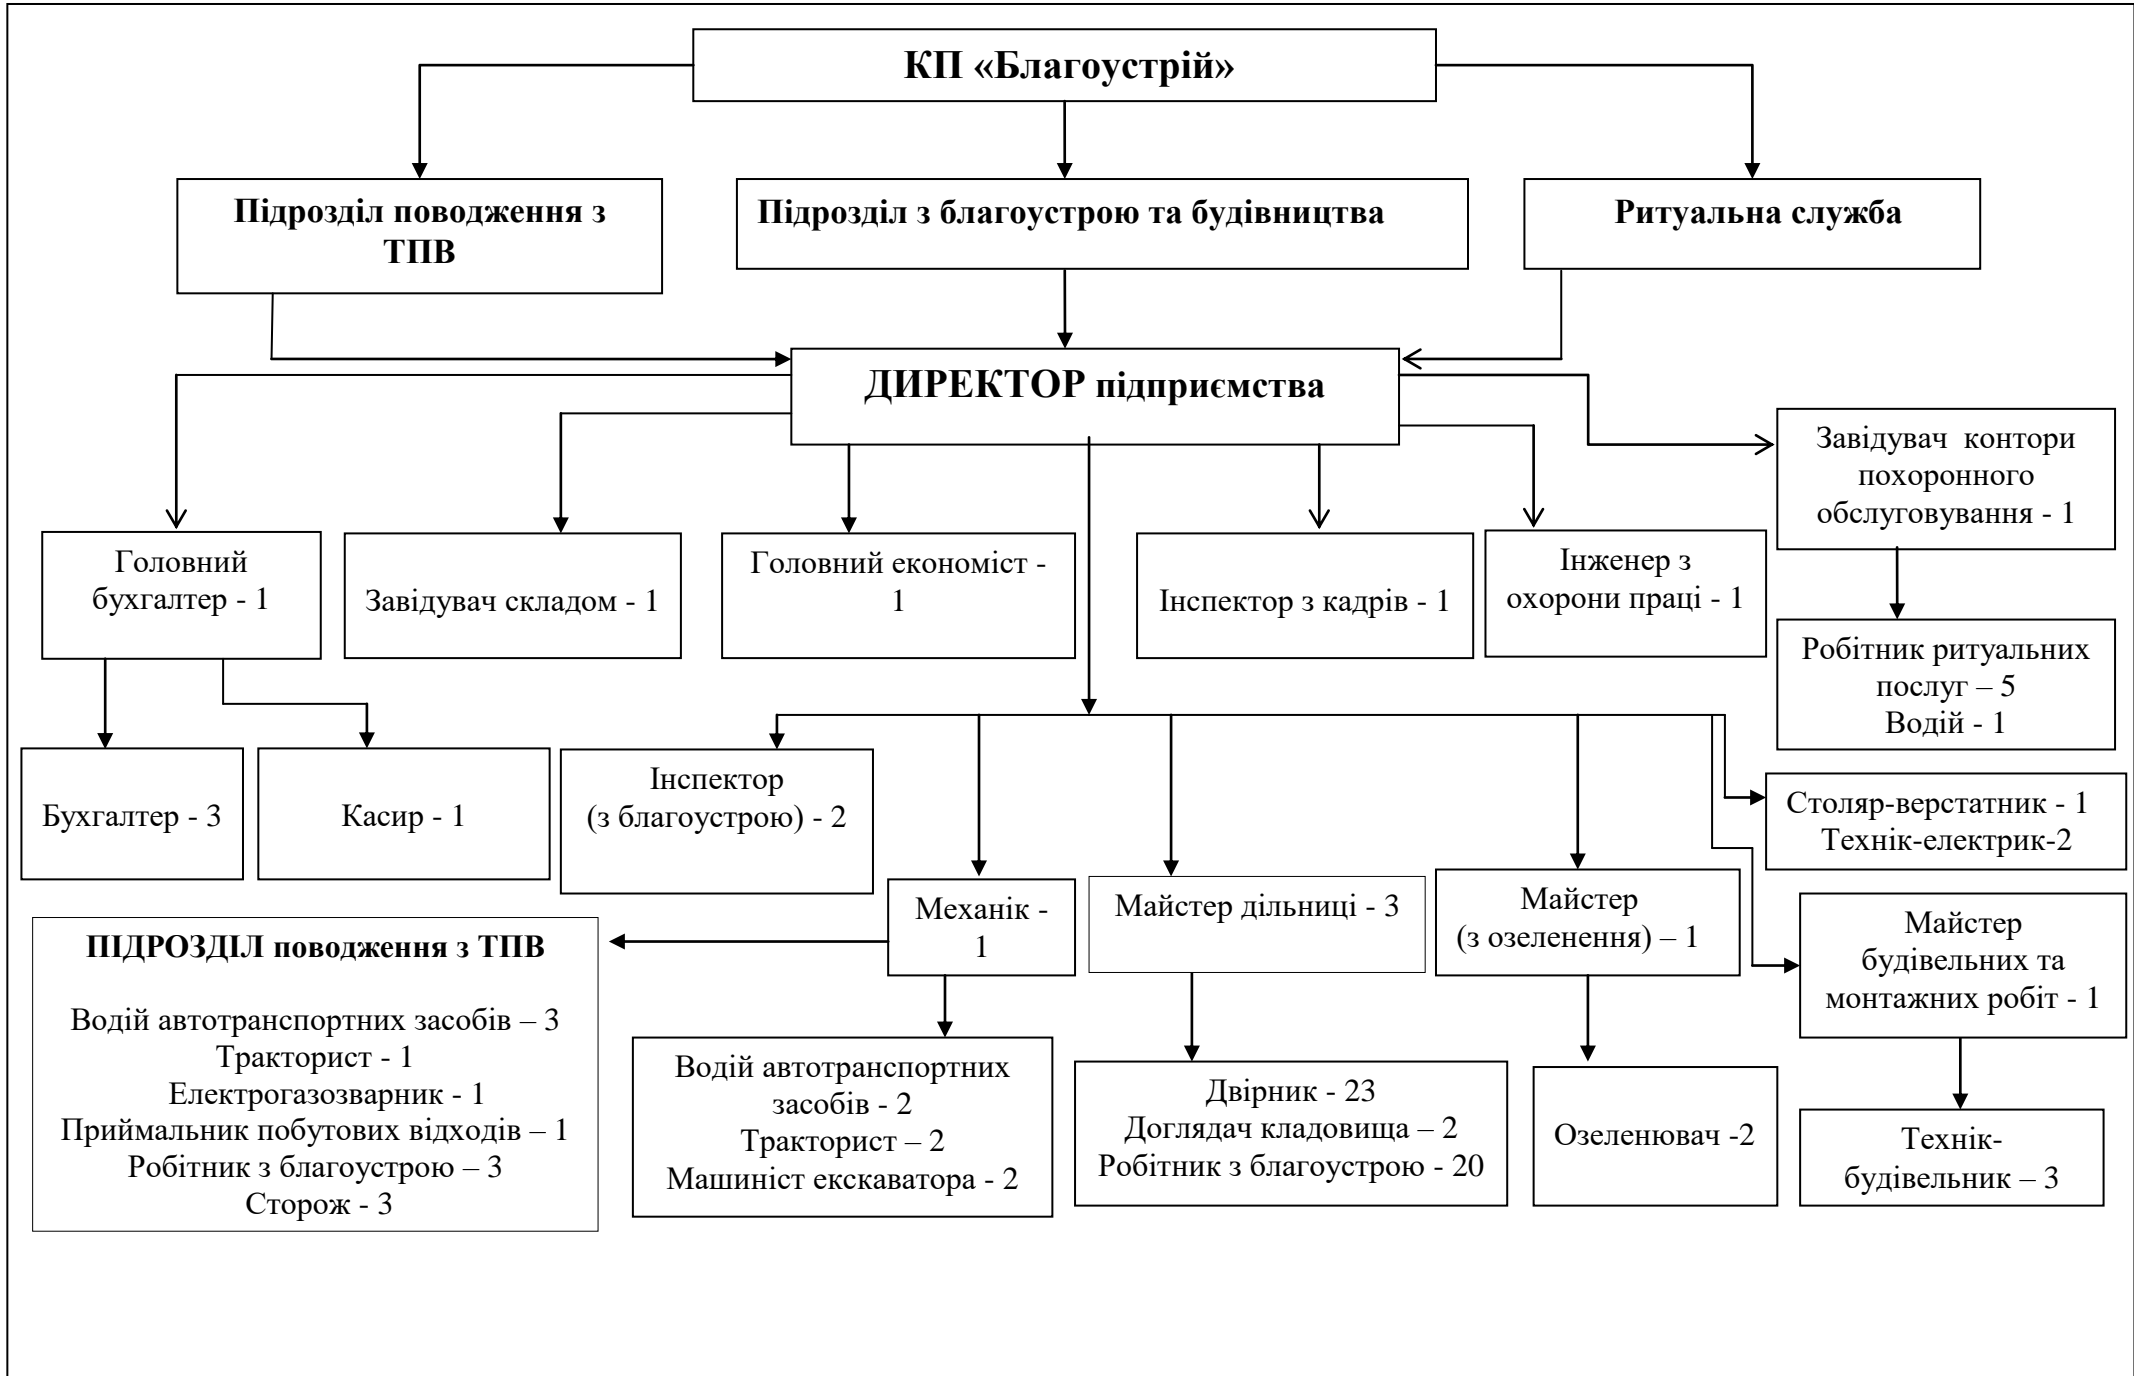 КП «Благоустрій»
Підрозділ поводження з
ТПВ
Підрозділ з благоустрою та будівництва
Ритуальна служба
ДИРЕКТОР підприємства
Завідувач контори
похоронного
обслуговування - 1
Головний
бухгалтер - 1
Завідувач складом - 1
Головний економіст -
1
Інспектор з кадрів - 1
Інженер з
охорони праці - 1
Робітник ритуальних
послуг – 5
Водій - 1
Бухгалтер - 3
Касир - 1
Інспектор
(з благоустрою) - 2
Столяр-верстатник - 1
Технік-електрик-2
Механік -
1
Майстер дільниці - 3
Майстер
(з озеленення) – 1
Майстер
будівельних та
монтажних робіт - 1
ПІДРОЗДІЛ поводження з ТПВ
Водій автотранспортних засобів – 3
Тракторист - 1
Електрогазозварник - 1
Приймальник побутових відходів – 1
Робітник з благоустрою – 3
Сторож - 3
Водій автотранспортних
засобів - 2
Тракторист – 2
Машиніст екскаватора - 2
Двірник - 23
Доглядач кладовища – 2
Робітник з благоустрою - 20
Озеленювач -2
Технік-
будівельник – 3